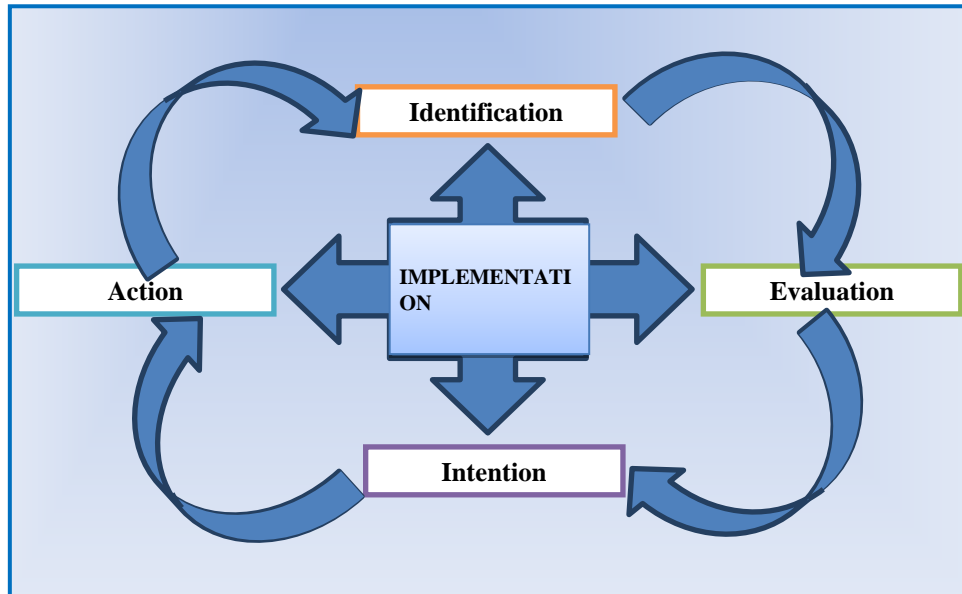 Identification
IMPLEMENTATI
ON
Action
Evaluation
Intention